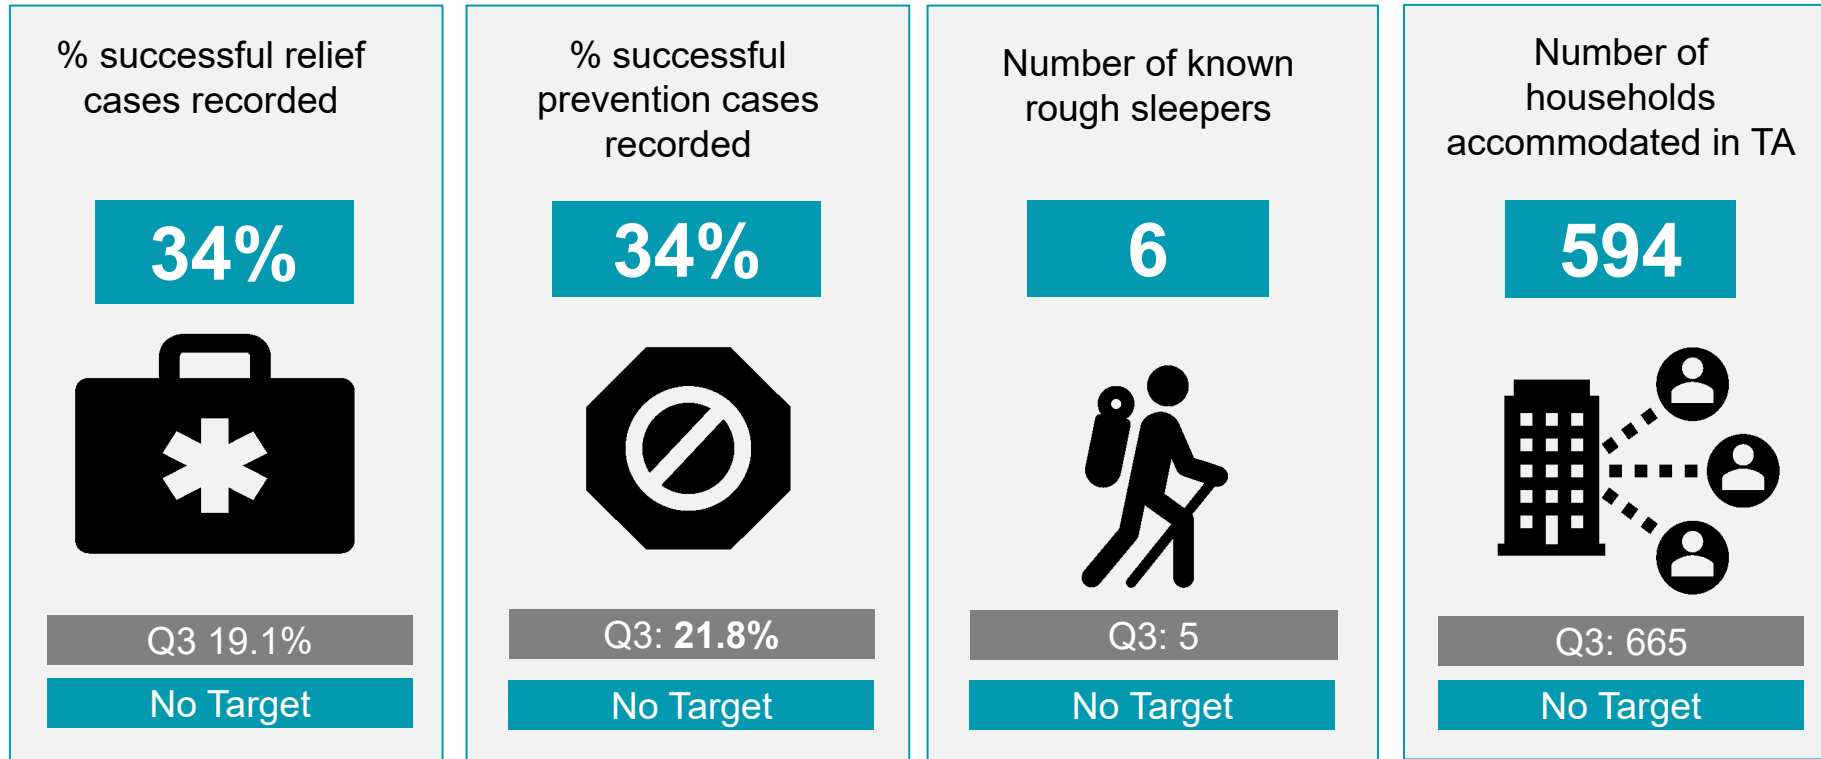 % successful relief
cases recorded
34%
Q3 19.1%
No Target
% successful
prevention cases
recorded
34%
Q3: 21.8%
No Target
Number of known
rough sleepers
6
Q3: 5
No Target
Number of
households
accommodated in TA
594
Q3: 665
No Target